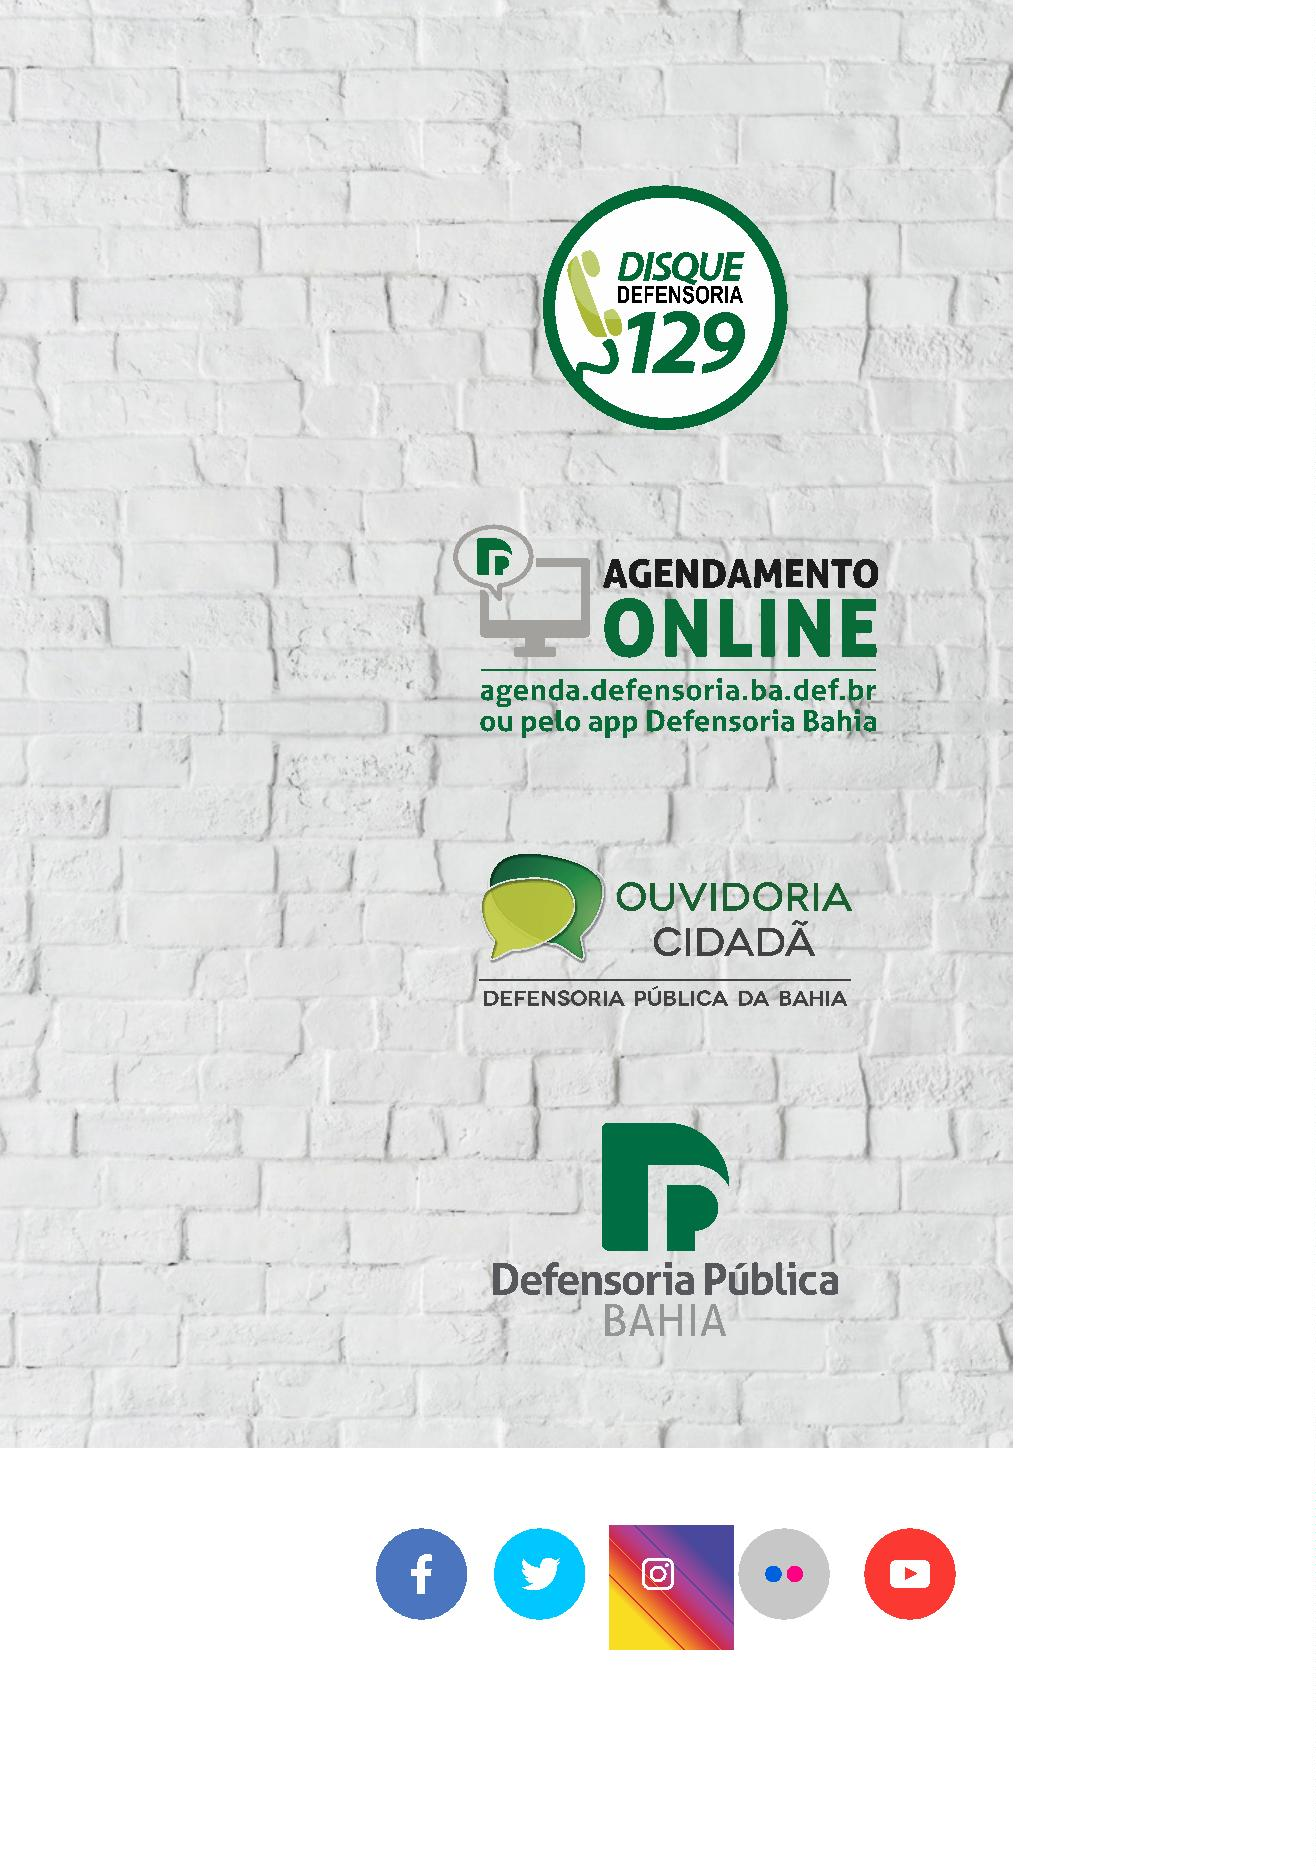 DISQUE
DEFENSORIA
129
AGENDAMENTO
ONLINE
agenda.defensoria.ba.def.br
ou pelo app Defensoria Bahia
OUVIDORIA
CIDADÃ
DEFENSORIA PÚBLICA DA BAHIA
Defensoria Pública
BAHIA